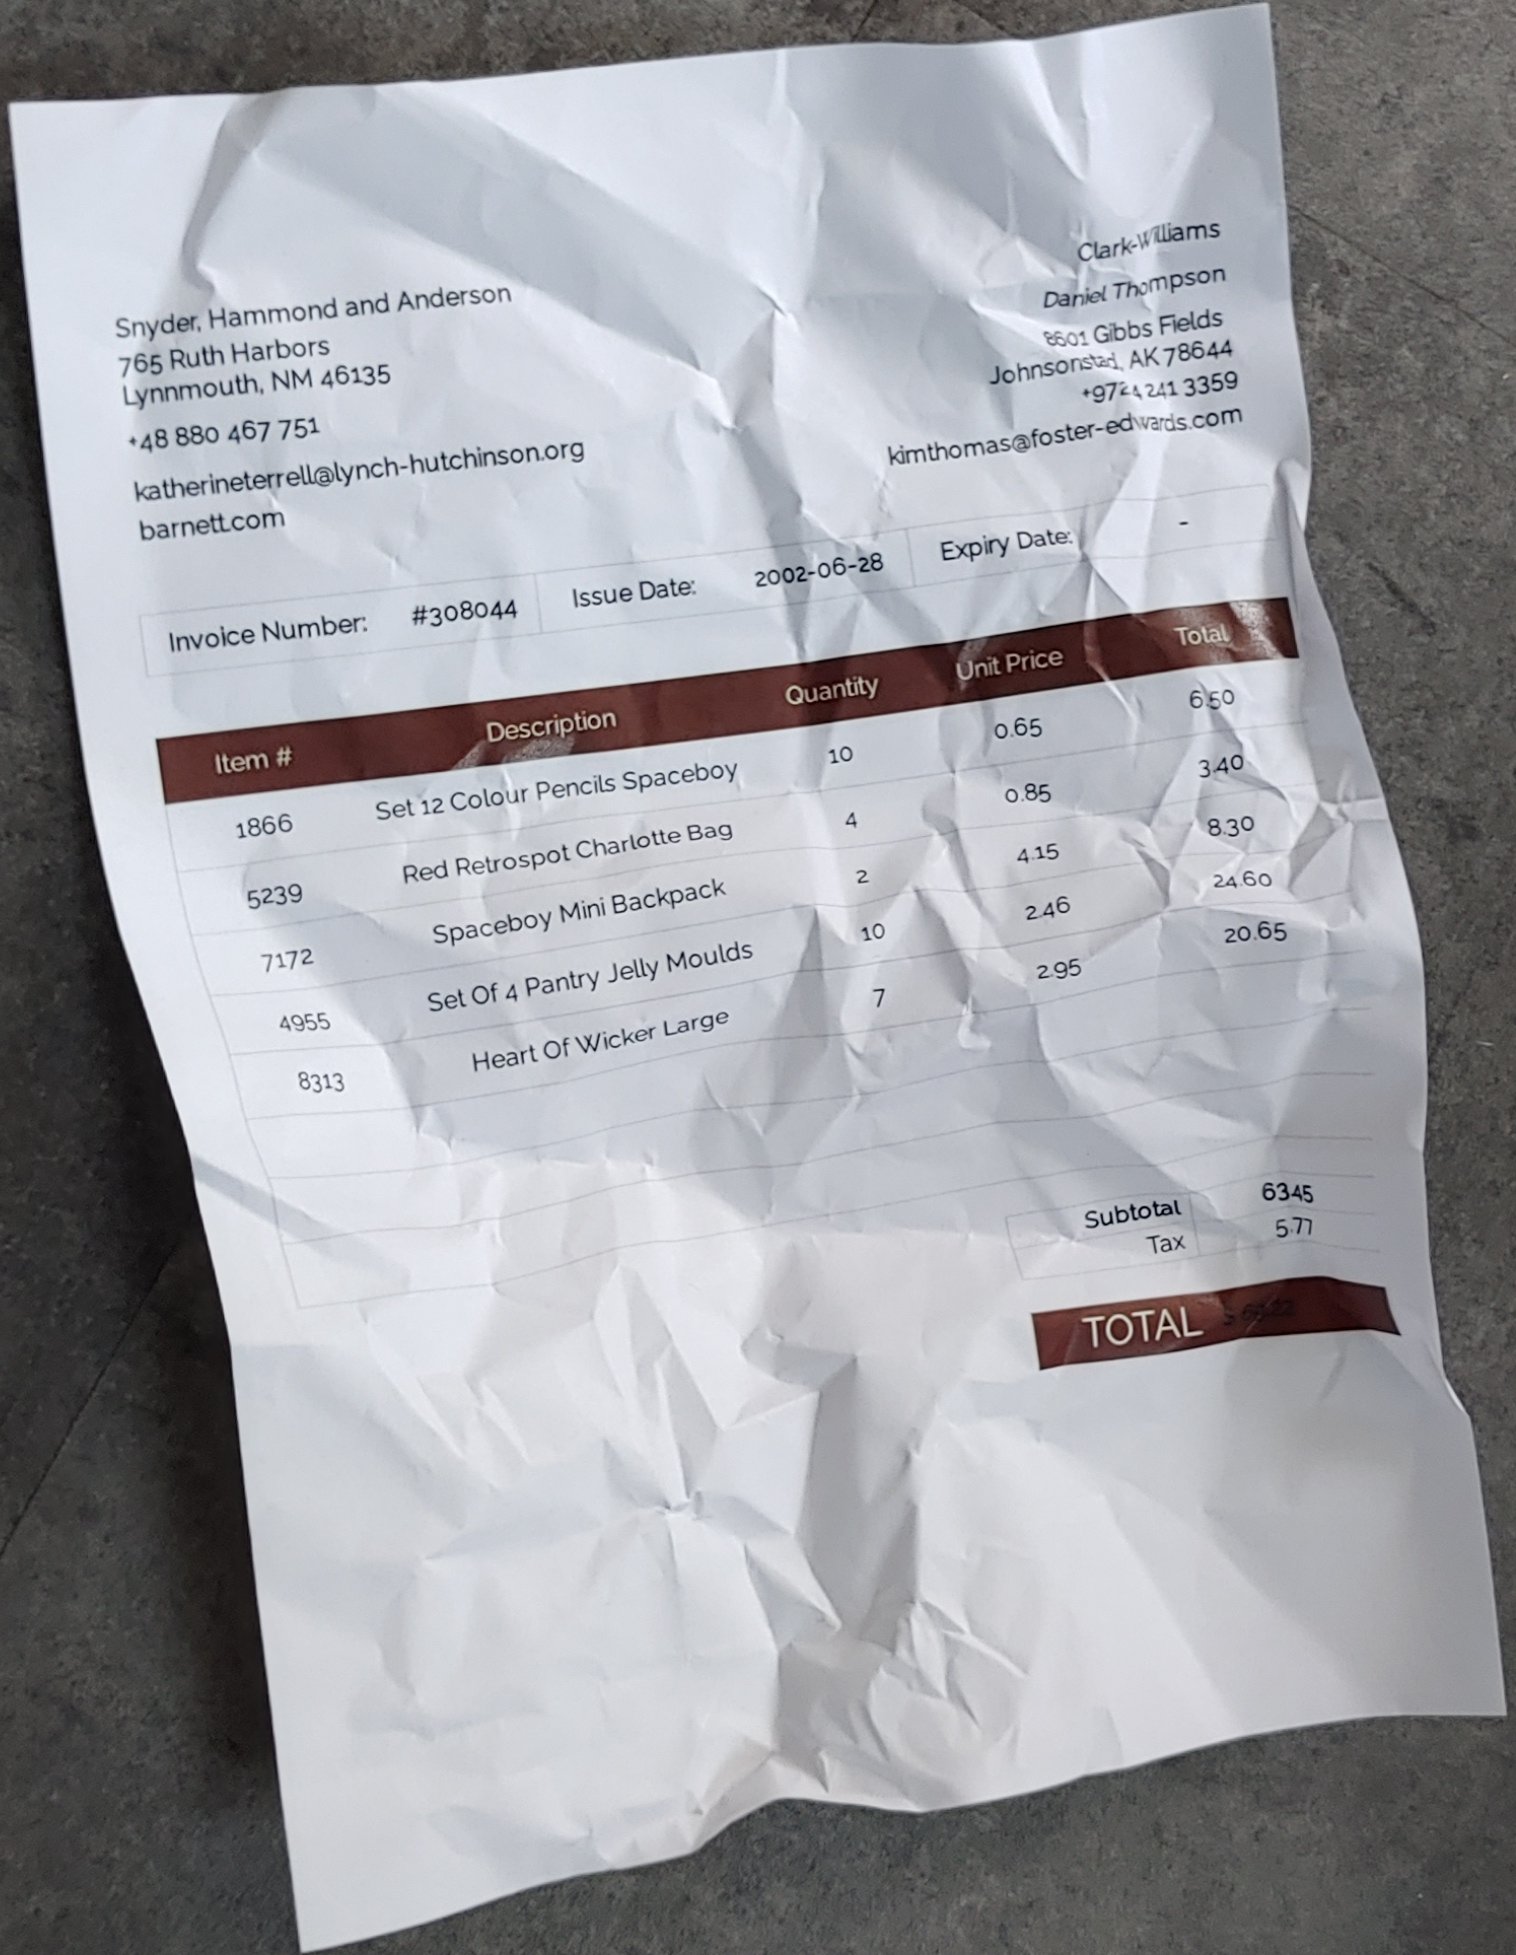 Snyder, Hammond and Anderson
765 Ruth Harbors
Lynnmouth, NM 46135
+48 880 467 751
katherineterrell@lynch-hutchinson.org
barnett.com
Clark-Williams
Daniel Thompson
8601 Gibbs Fields
Johnsonstad, AK 78644
+9724 241 3359
kimthomas@foster-edwards.com
Invoice Number: #308044 Issue Date: 2002-06-28 Expiry Date: -
Item # Description Quantity Unit Price Total
1866 Set 12 Colour Pencils Spaceboy 10 0.65 6.50
5239 Red Retrospot Charlotte Bag 4 0.85 3.40
7172 Spaceboy Mini Backpack 2 4.15 8.30
4955 Set Of 4 Pantry Jelly Moulds 10 2.46 24.60
8313 Heart Of Wicker Large 7 2.95 20.65
Subtotal 63.45
Tax 5.77
TOTAL $